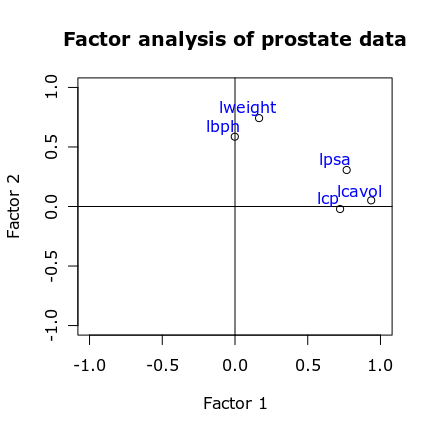 Factor analysis of prostate data
1.0
0.5
0.0
-0.5
-1.0
Factor 2
lweight
lbph
lpsa
lcavol
lcp
-1.0 -0.5 0.0 0.5 1.0
Factor 1